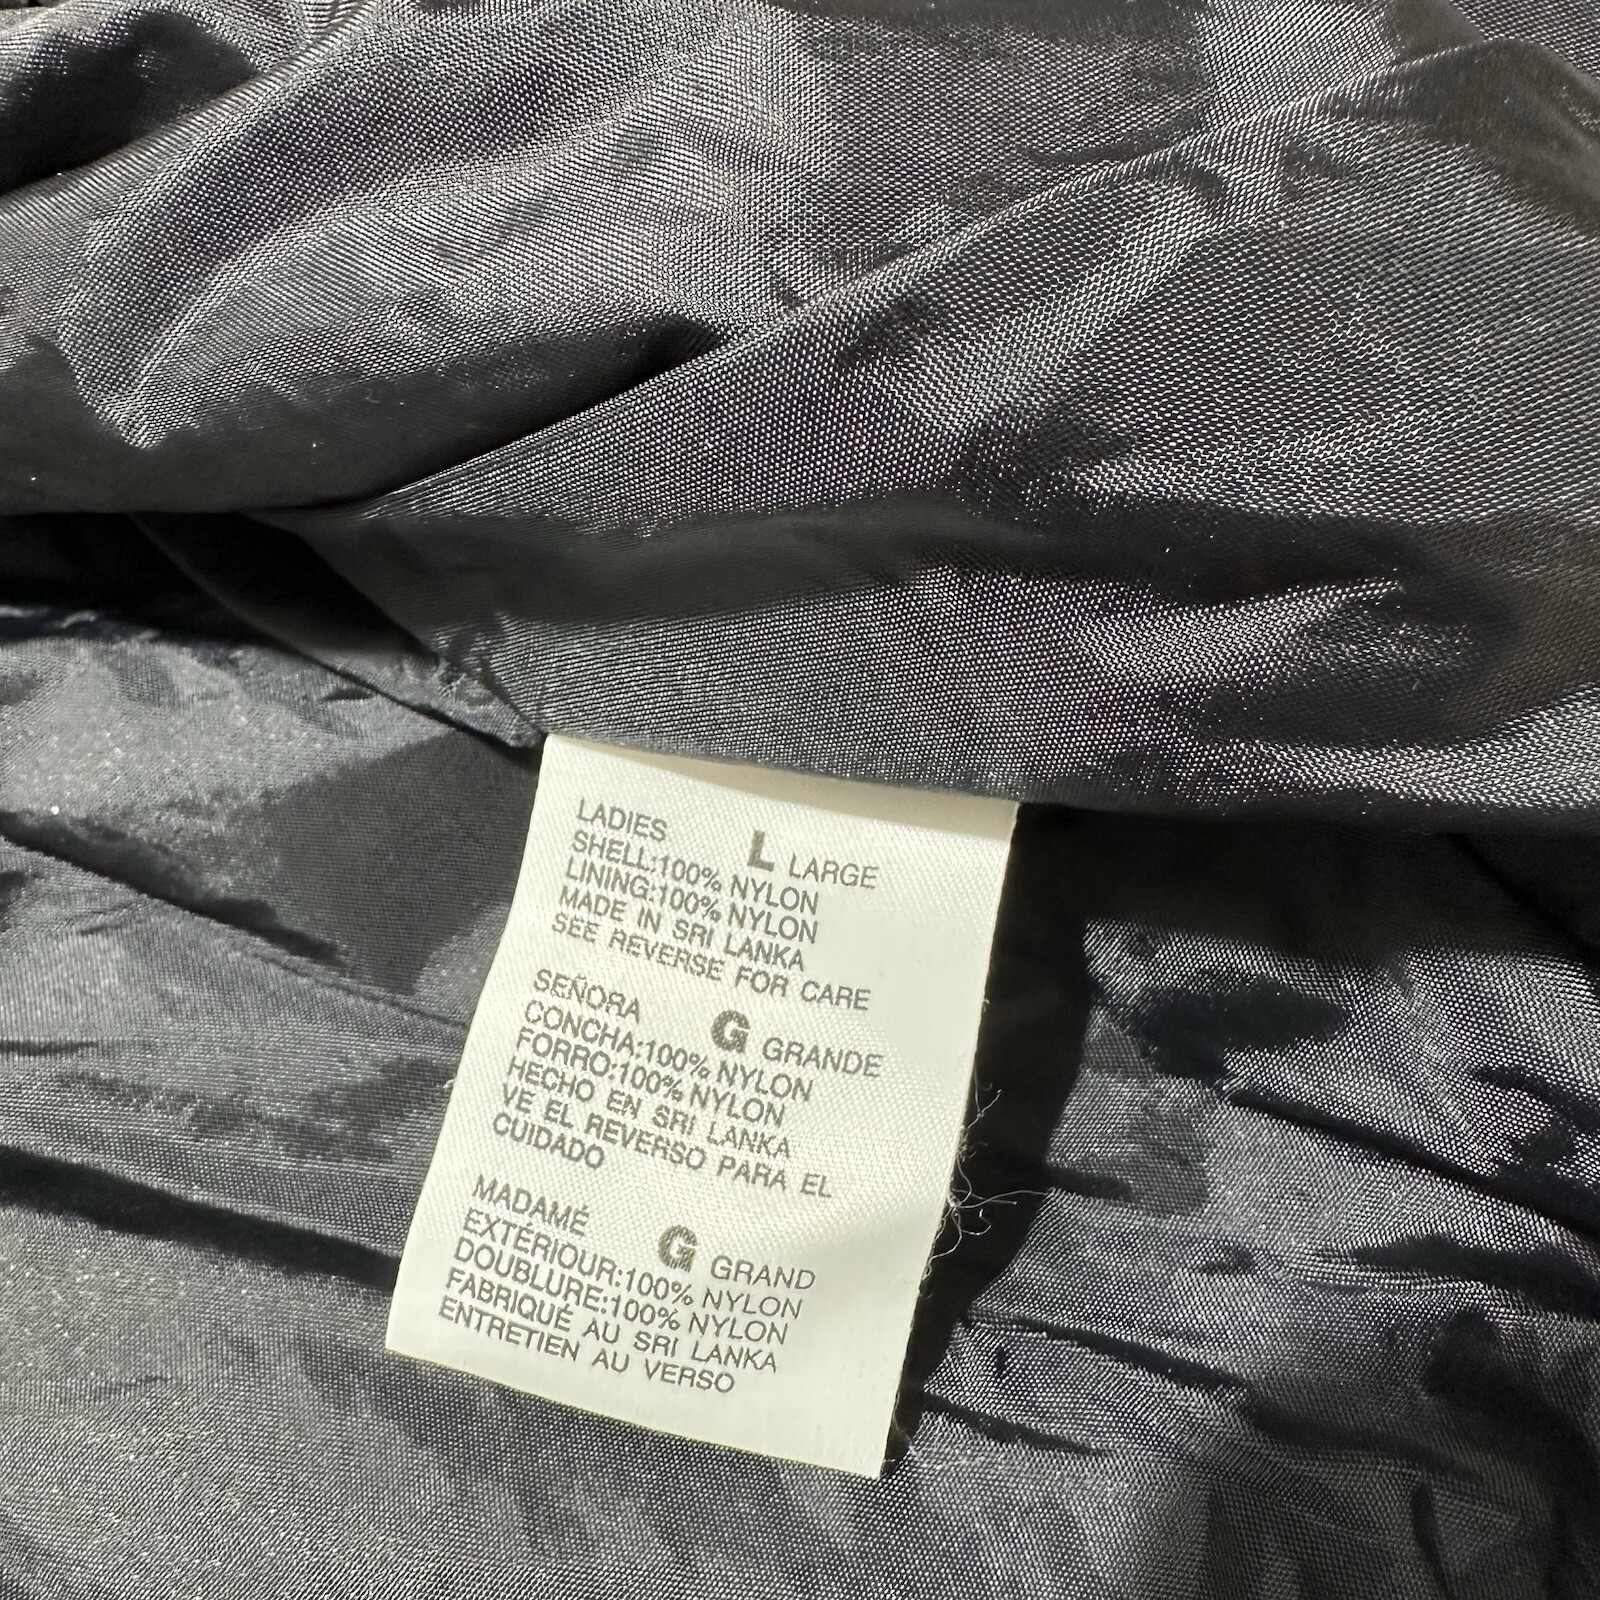 LADIES L LARGE
SHELL:100% NYLON
LINING:100% NYLON
MADE IN SRI LANKA
SEE REVERSE FOR CARE
SEÑORA G GRANDE
CONCHA:100% NYLON
FORRO:100% NYLON
HECHO EN SRI LANKA
VE EL REVERSO PARA EL
CUIDADO
MADAMÉ G GRAND
EXTÉRIOUR:100% NYLON
DOUBLURE:100% NYLON
FABRIQUÉ AU SRI LANKA
ENTRETIEN AU VERSO